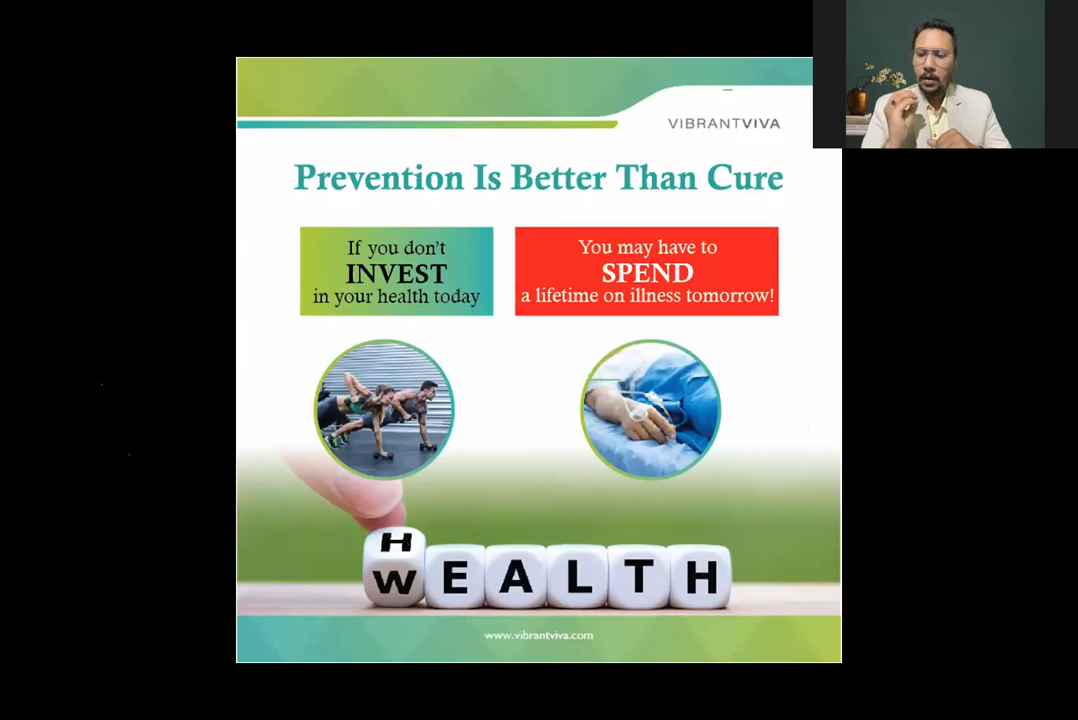 VIBRANTVIVA
Prevention Is Better Than Cure
If you don't
INVEST
in your health today
You may have to
SPEND
a lifetime on illness tomorrow!
H
WEALTH
www.vibrantviva.com